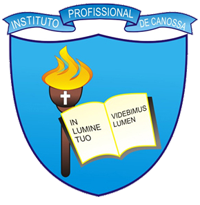 INSTITUTO PROFISSIONAL DE CANOSSA
IN
LUMINE
TUO
VIDEBIMUS
LUMEN